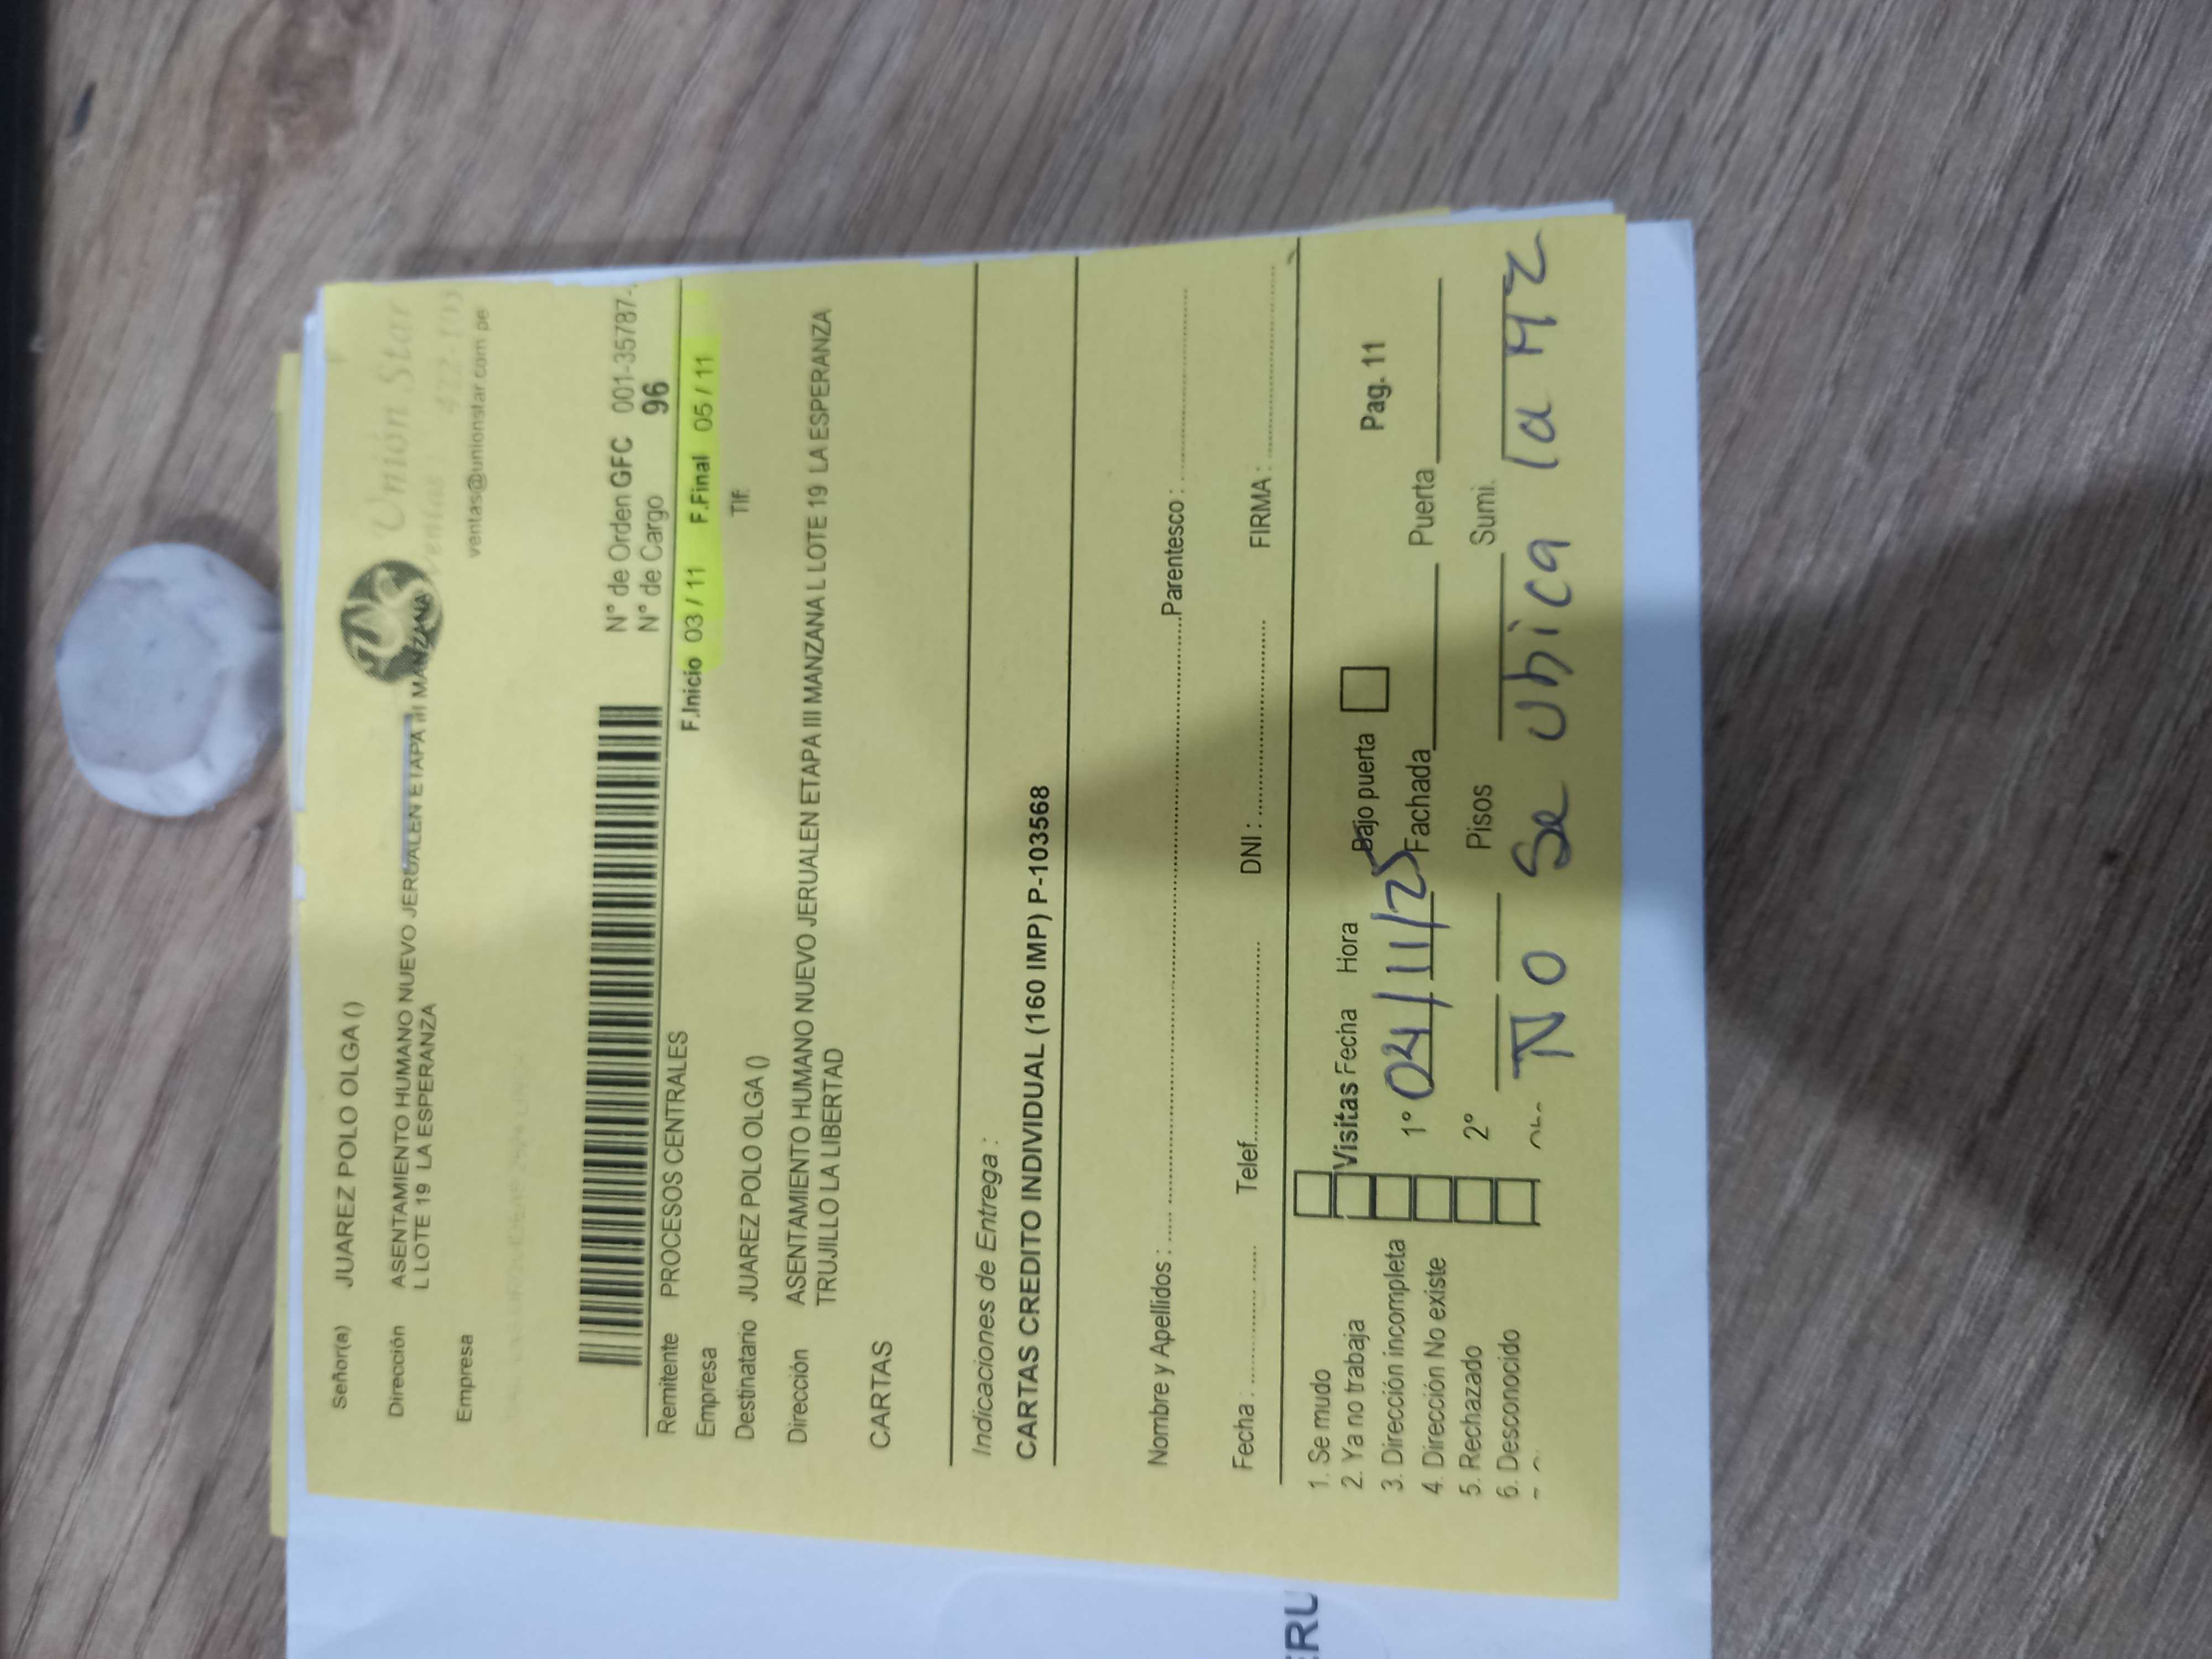 Señor(a) JUAREZ POLO OLGA ()
Unión Star
Dirección ASENTAMIENTO HUMANO NUEVO JERUALEN ETAPA III MANZANA
L LOTE 19 LA ESPERANZA
Ventas
Empresa
ventas@unionstar.com.pe
N° de Orden GFC 001-35787-
N° de Cargo 96
Remitente PROCESOS CENTRALES
F.Inicio 03 / 11 F.Final 05 / 11
Empresa
Tlf.
Destinatario JUAREZ POLO OLGA ()
Dirección ASENTAMIENTO HUMANO NUEVO JERUALEN ETAPA III MANZANA L LOTE 19 LA ESPERANZA
TRUJILLO LA LIBERTAD
CARTAS
Indicaciones de Entrega :
CARTAS CREDITO INDIVIDUAL (160 IMP) P-103568
Nombre y Apellidos : Parentesco :
Fecha : Telef. DNI : FIRMA :
1. Se mudo
2. Ya no trabaja Visitas Fecha Hora Bajo puerta
Pag. 11
3. Dirección incompleta
4. Dirección No existe 1° 04/11/25 Fachada Puerta
5. Rechazado 2° Pisos Sumi.
6. Desconocido
No se ubica la Mz
ERU